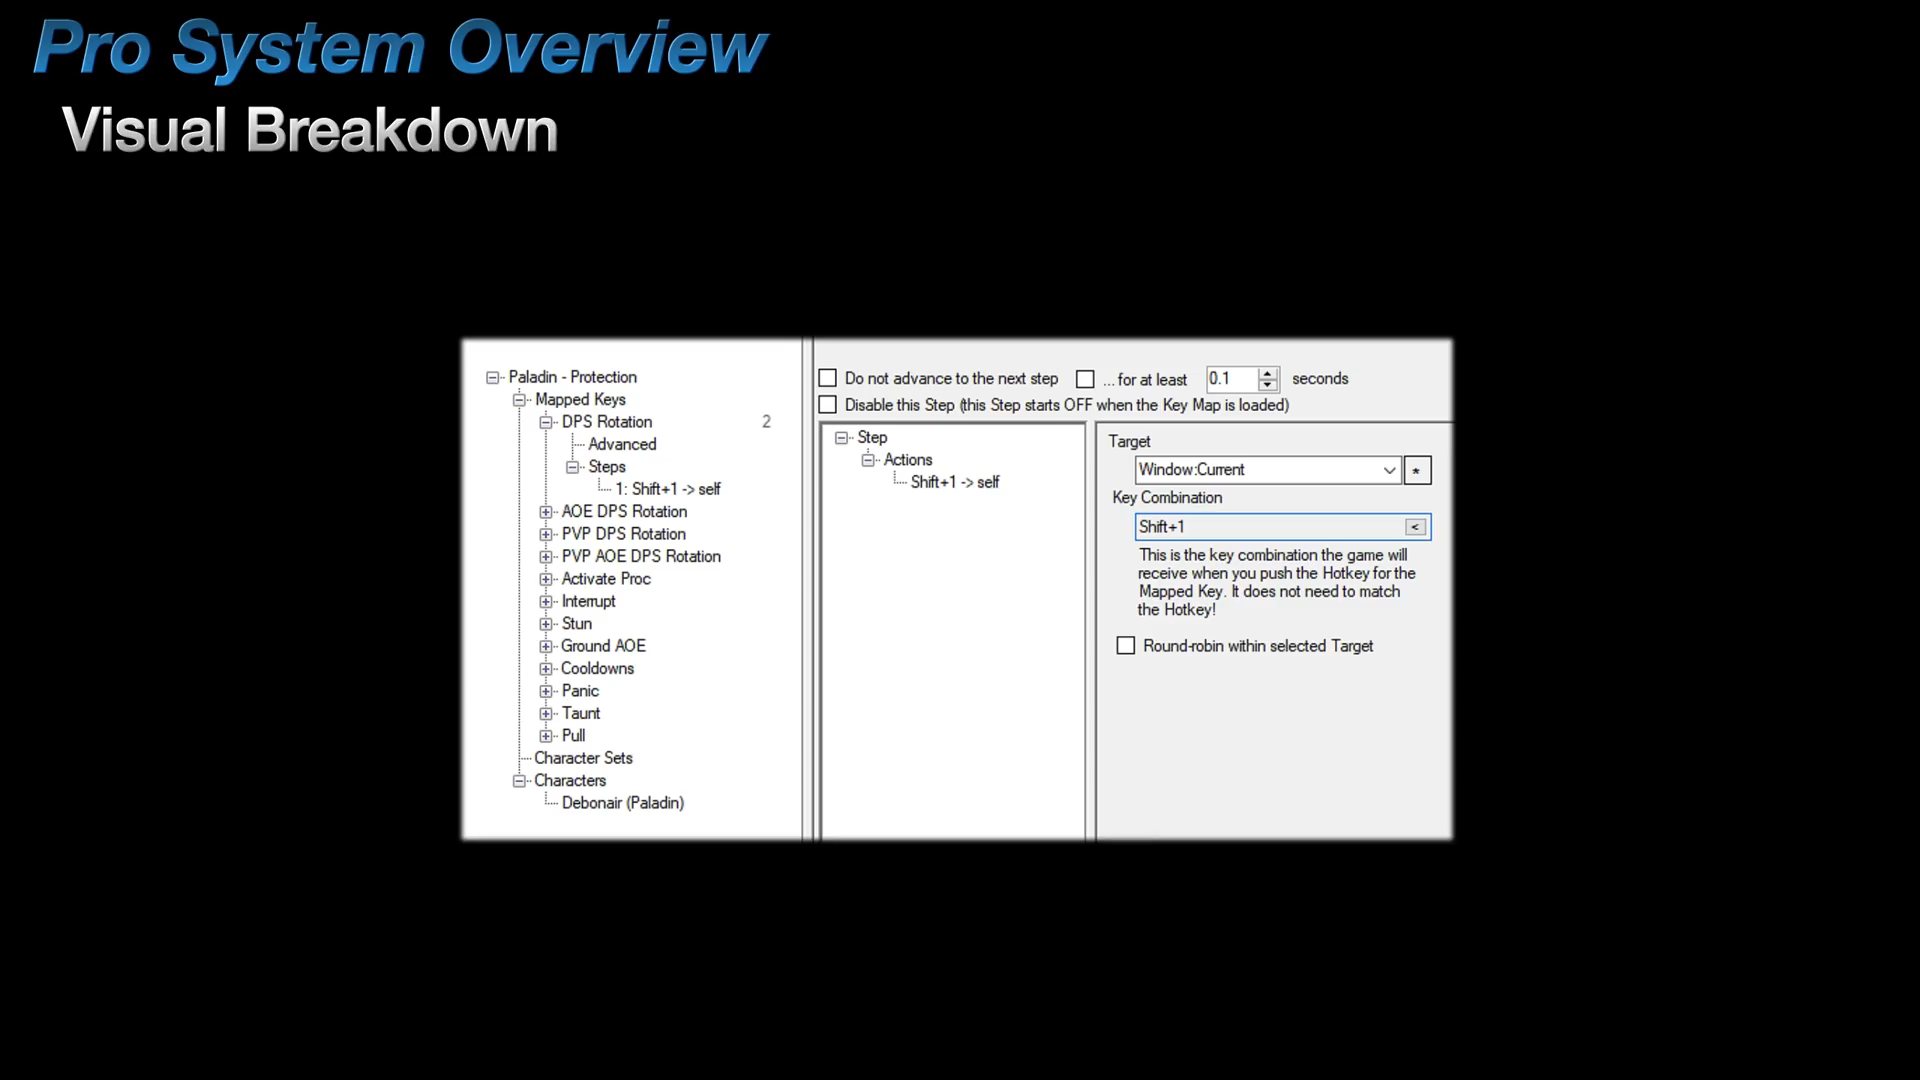 Pro System Overview
Visual Breakdown
Paladin - Protection
Mapped Keys
DPS Rotation 2
Advanced
Steps
1: Shift+1 -> self
AOE DPS Rotation
PVP DPS Rotation
PVP AOE DPS Rotation
Activate Proc
Interrupt
Stun
Ground AOE
Cooldowns
Panic
Taunt
Pull
Character Sets
Characters
Debonair (Paladin)
Do not advance to the next step ...for at least 0.1 seconds
Disable this Step (this Step starts OFF when the Key Map is loaded)
Step
Actions
Shift+1 -> self
Target
Window:Current *
Key Combination
Shift+1 <
This is the key combination the game will
receive when you push the Hotkey for the
Mapped Key. It does not need to match
the Hotkey!
Round-robin within selected Target